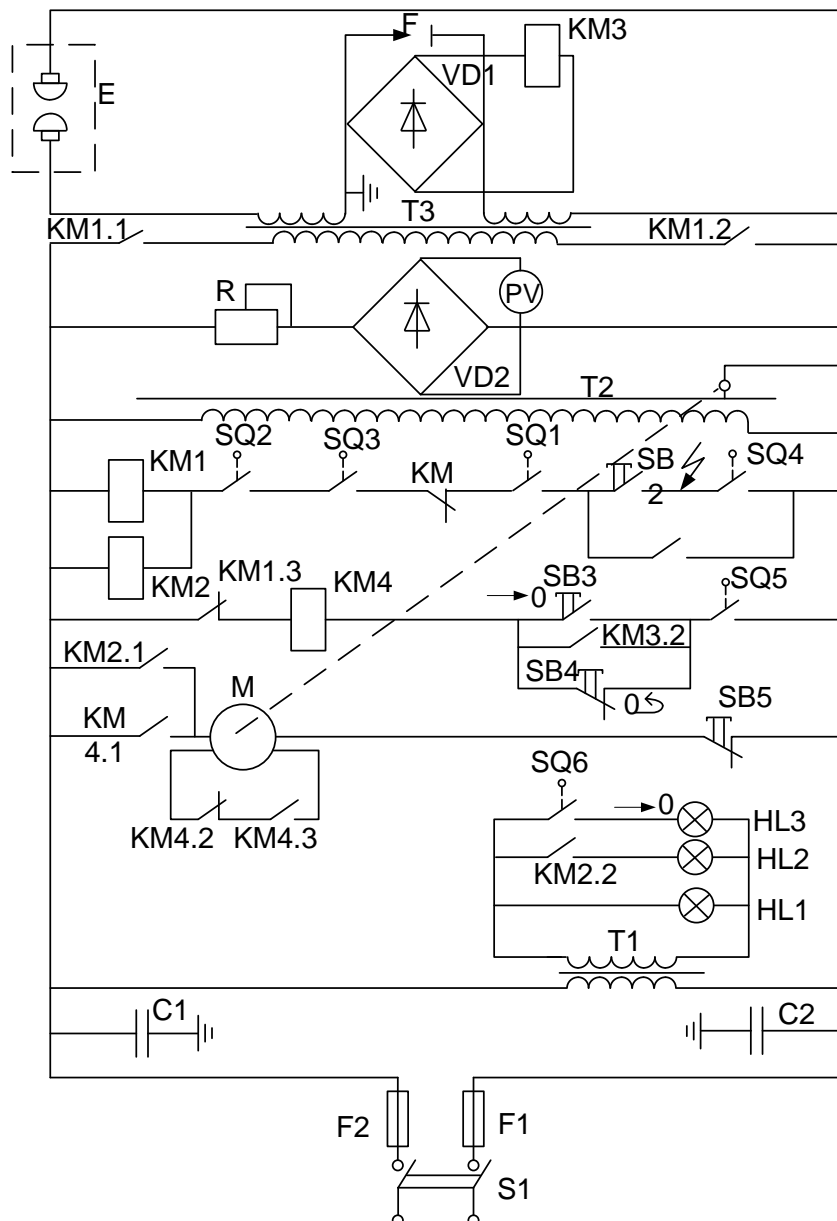 F
KM3
VD1
E
T3
KM1.1
KM1.2
R
PV
VD2
T2
SQ2
SQ3
SQ1
KM1
KM
SB
2
SQ4
KM2
KM1.3
KM4
0
SB3
SQ5
KM2.1
KM3.2
M
SB4
0
SB5
KM
4.1
SQ6
0
HL3
KM4.2
KM4.3
KM2.2
HL2
HL1
T1
C1
C2
F2
F1
S1